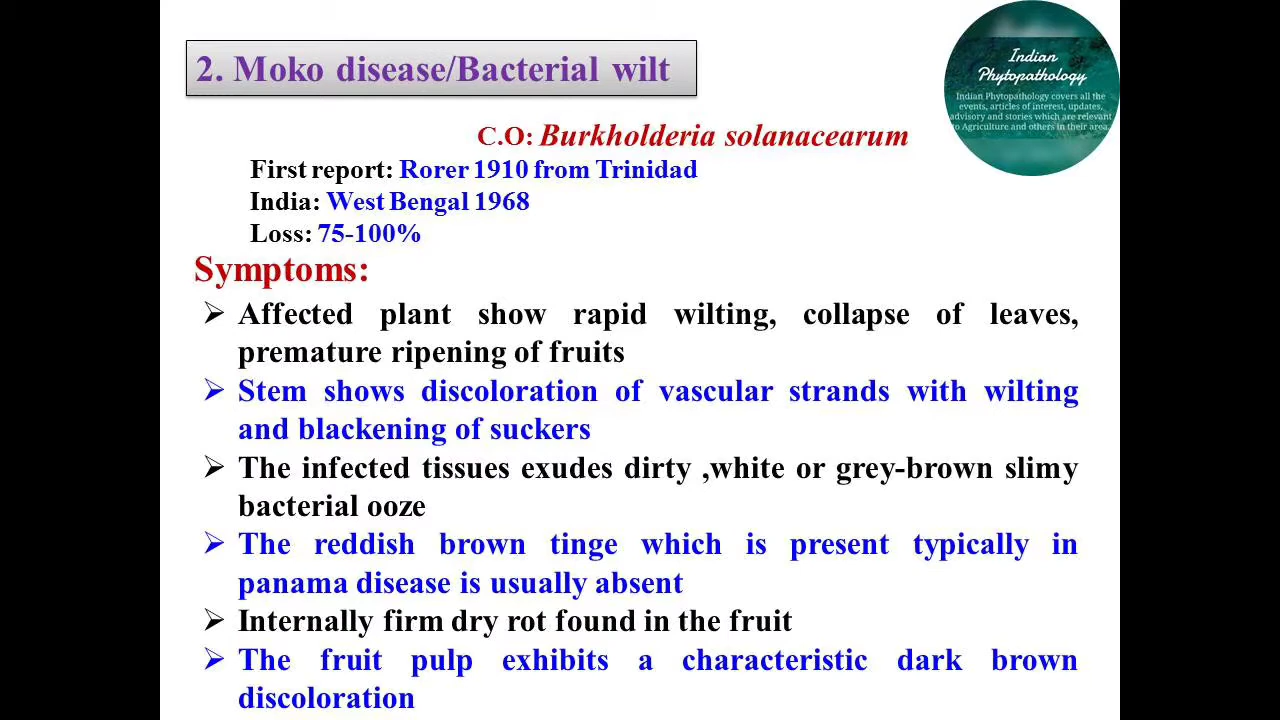 2. Moko disease/Bacterial wilt
Indian
Phytopathology
Indian Phytopathology covers all the
events, articles of interest, updates,
advisory and stories which are relevant
to Agriculture and others in their area.
C.O: Burkholderia solanacearum
First report: Rorer 1910 from Trinidad
India: West Bengal 1968
Loss: 75-100%
Symptoms:
➢ Affected plant show rapid wilting, collapse of leaves,
premature ripening of fruits
➢ Stem shows discoloration of vascular strands with wilting
and blackening of suckers
➢ The infected tissues exudes dirty ,white or grey-brown slimy
bacterial ooze
➢ The reddish brown tinge which is present typically in
panama disease is usually absent
➢ Internally firm dry rot found in the fruit
➢ The fruit pulp exhibits a characteristic dark brown
discoloration